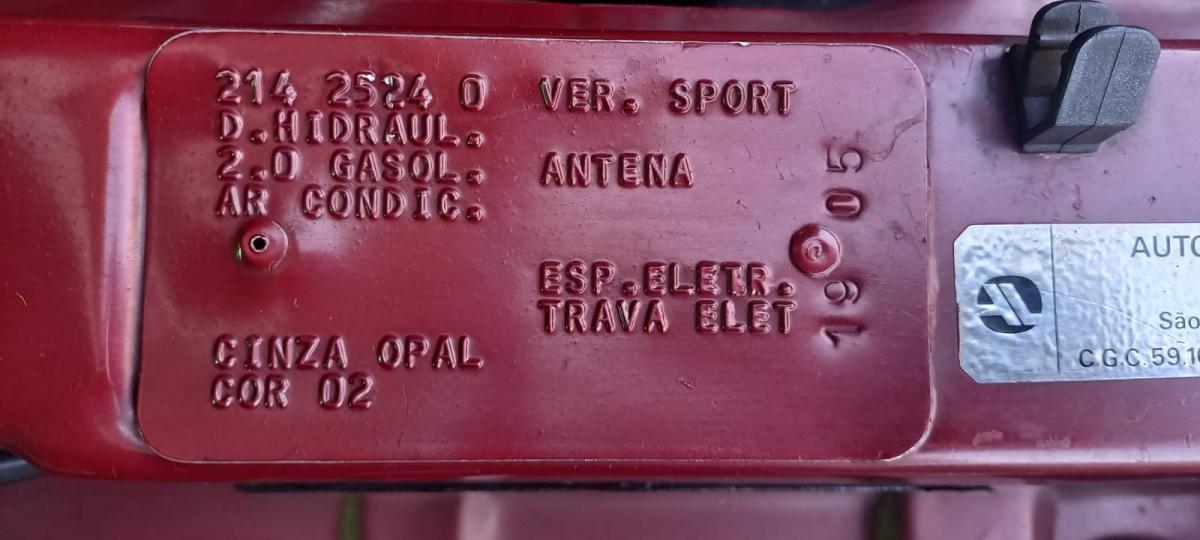 214 2524 0 VER. SPORT
D.HIDRAUL.
2.0 GASOL. ANTENA
AR CONDIC.
ESP.ELETR.
TRAVA ELET
CINZA OPAL
COR 02
19 05
AUTO
São
C.G.C. 59.10